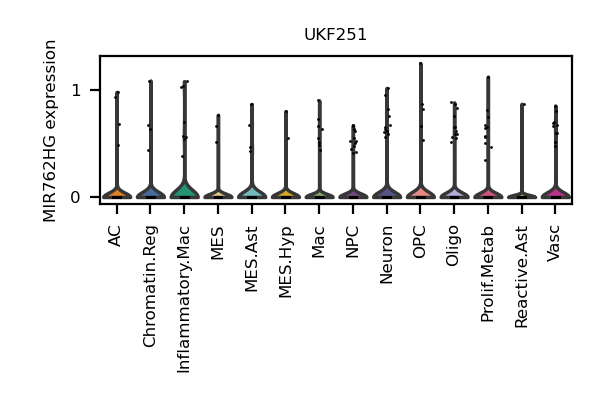 UKF251
MIR762HG expression
1
0
AC
Chromatin.Reg
Inflammatory.Mac
MES
MES.Ast
MES.Hyp
Mac
NPC
Neuron
OPC
Oligo
Prolif.Metab
Reactive.Ast
Vasc